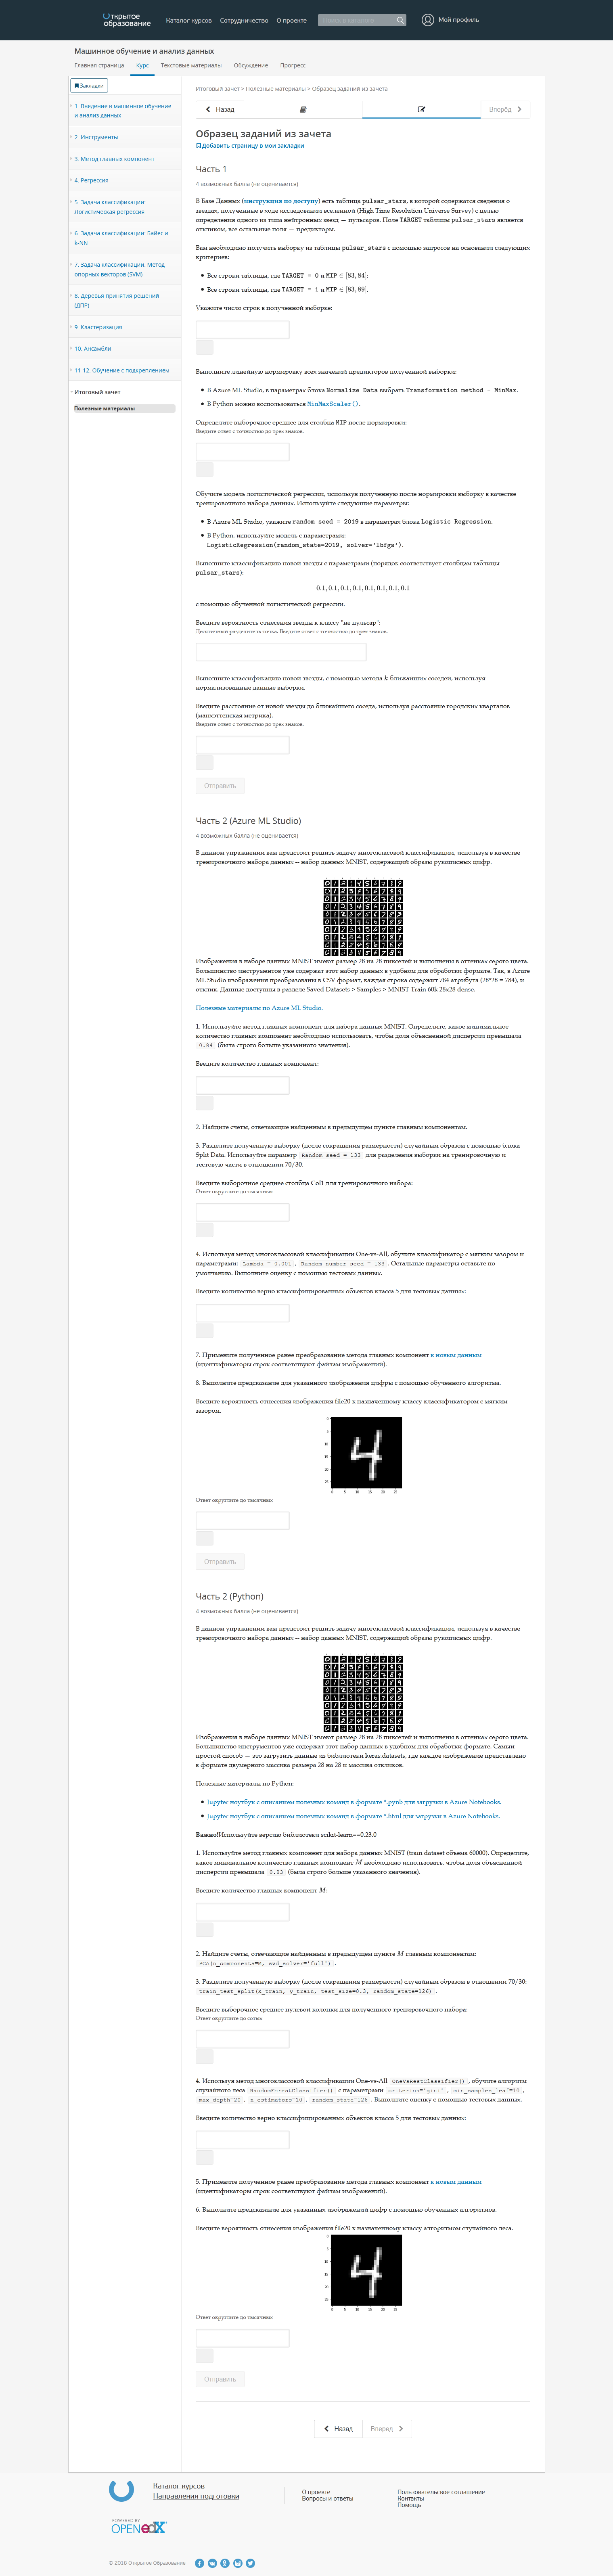 Открытое
образование
Каталог курсов
Сотрудничество
О проекте
Мой профиль
Машинное обучение и анализ данных
Главная страница
Курс
Текстовые материалы
Обсуждение
Прогресс
Закладки
1. Введение в машинное обучение
и анализ данных
2. Инструменты
3. Метод главных компонент
4. Регрессия
5. Задача классификации.
Логистическая регрессия
6. Задача классификации. Байес и
k-NN
7. Задача классификации. Метод
опорных векторов (SVM)
8. Деревья принятия решений
(ДПР)
9. Кластеризация
10. Ансамбли
11-12. Обучение с подкреплением
Итоговый зачет
Полезные материалы
Итоговый зачет > Полезные материалы > Образец заданий из зачета
Назад
Вперёд
Образец заданий из зачета
Добавить страницу в мои закладки
Часть 1
4 возможных балла (не оценивается)
В Базе Данных (инструкция по доступу) есть таблица pulsar_stars, в которой содержатся сведения о
звездах, полученные в ходе исследования вселенной (High Time Resolution Universe Survey) с целью
определения одного из типа нейтронных звезд — пульсаров. Поле TARGET таблицы pulsar_stars является
откликом, все остальные поля — предикторы.
Вам необходимо получить выборку из таблицы pulsar_stars с помощью запросов на основании следующих
критериев:
Все строки таблицы, где TARGET = 0 и MIP ∈ [83, 84];
Все строки таблицы, где TARGET = 1 и MIP ∈ [83, 89].
Укажите число строк в полученной выборке:
Выполните линейную нормировку всех значений предикторов полученной выборки:
В Azure ML Studio, в параметрах блока Normalize Data выбрать Transformation method - MinMax.
В Python можно воспользоваться MinMaxScaler().
Определите выборочное среднее для столбца MIP после нормировки:
Введите ответ с точностью до трех знаков.
Обучите модель логистической регрессии, используя полученную после нормировки выборку в качестве
тренировочного набора данных. Используйте следующие параметры:
В Azure ML Studio, укажите random seed = 2019 в параметрах блока Logistic Regression.
В Python, используйте модель с параметрами:
LogisticRegression(random_state=2019, solver='lbfgs').
Выполните классификацию новой звезды с параметрами (порядок соответствует столбцам таблицы
pulsar_stars):
0.1, 0.1, 0.1, 0.1, 0.1, 0.1, 0.1, 0.1
с помощью обученной логистической регрессии.
Введите вероятность отнесения звезды к классу "не пульсар":
Десятичный разделитель точка. Введите ответ с точностью до трех знаков.
Выполните классификацию новой звезды, с помощью метода k-ближайших соседей, используя
нормализованные данные выборки.
Введите расстояние от новой звезды до ближайшего соседа, используя расстояние городских кварталов
(манхэттенская метрика).
Введите ответ с точностью до трех знаков.
Отправить
Часть 2 (Azure ML Studio)
4 возможных балла (не оценивается)
В данном упражнении вам предстоит решить задачу многоклассовой классификации, используя в качестве
тренировочного набора данных — набор данных MNIST, содержащий образы рукописных цифр.
Изображения в наборе данных MNIST имеют размер 28 на 28 пикселей и выполнены в оттенках серого цвета.
Большинство инструментов уже содержат этот набор данных в удобном для обработки формате. Так, в Azure
ML Studio изображения преобразованы в CSV формат, каждая строка содержит 784 атрибута (28*28 = 784), и
отклик. Данные доступны в разделе Saved Datasets > Samples > MNIST Train 60k 28x28 dense.
Полезные материалы по Azure ML Studio.
1. Используйте метод главных компонент для набора данных MNIST. Определите, какое минимальное
количество главных компонент необходимо использовать, чтобы доля объясненной дисперсии превышала
0.84 (была строго больше указанного значения).
Введите количество главных компонент:
2. Найдите счеты, отвечающие найденным в предыдущем пункте главным компонентам.
3. Разделите полученную выборку (после сокращения размерности) случайным образом с помощью блока
Split Data. Используйте параметр Random seed = 133 для разделения выборки на тренировочную и
тестовую части в отношении 70/30.
Введите выборочное среднее столбца Col1 для тренировочного набора:
Ответ округлите до тысячных
4. Используя метод многоклассовой классификации One-vs-All, обучите классификатор с мягким зазором и
параметрами: Lambda = 0.001 , Random number seed = 133 . Остальные параметры оставьте по
умолчанию. Выполните оценку с помощью тестовых данных.
Введите количество верно классифицированных объектов класса 5 для тестовых данных:
7. Примените полученное ранее преобразование метода главных компонент к новым данным
(идентификаторы строк соответствуют файлам изображений).
8. Выполните предсказание для указанного изображения цифры с помощью обученного алгоритма.
Введите вероятность отнесения изображения file20 к назначенному классу классификатором с мягким
зазором.
Ответ округлите до тысячных
Отправить
Часть 2 (Python)
4 возможных балла (не оценивается)
В данном упражнении вам предстоит решить задачу многоклассовой классификации, используя в качестве
тренировочного набора данных — набор данных MNIST, содержащий образы рукописных цифр.
Изображения в наборе данных MNIST имеют размер 28 на 28 пикселей и выполнены в оттенках серого цвета.
Большинство инструментов уже содержат этот набор данных в удобном для обработки формате. Самый
простой способ — это загрузить данные из библиотеки keras.datasets, где каждое изображение представлено
в формате двумерного массива размера 28 на 28 и массива откликов.
Полезные материалы по Python:
Jupyter ноутбук с описанием полезных команд в формате *.pynb для загрузки в Azure Notebooks.
Jupyter ноутбук с описанием полезных команд в формате *.html для загрузки в Azure Notebooks.
Важно!Используйте версию библиотеки scikit-learn==0.23.0
1. Используйте метод главных компонент для набора данных MNIST (train dataset объема 60000). Определите,
какое минимальное количество главных компонент M необходимо использовать, чтобы доля объясненной
дисперсии превышала 0.83 (была строго больше указанного значения).
Введите количество главных компонент M:
2. Найдите счеты, отвечающие найденным в предыдущем пункте M главным компонентам:
PCA(n_components=M, svd_solver='full') .
3. Разделите полученную выборку (после сокращения размерности) случайным образом в отношении 70/30:
train_test_split(X_train, y_train, test_size=0.3, random_state=126) .
Введите выборочное среднее нулевой колонки для полученного тренировочного набора:
Ответ округлите до сотых
4. Используя метод многоклассовой классификации One-vs-All OneVsRestClassifier() , обучите алгоритм
случайного леса RandomForestClassifier() с параметрами criterion='gini' , min_samples_leaf=10 ,
max_depth=20 , n_estimators=10 , random_state=126 . Выполните оценку с помощью тестовых данных.
Введите количество верно классифицированных объектов класса 5 для тестовых данных:
5. Примените полученное ранее преобразование метода главных компонент к новым данным
(идентификаторы строк соответствуют файлам изображений).
6. Выполните предсказание для указанных изображений цифр с помощью обученных алгоритмов.
Введите вероятность отнесения изображения file20 к назначенному классу алгоритмом случайного леса.
Ответ округлите до тысячных
Отправить
Назад
Вперёд
Каталог курсов
Направления подготовки
О проекте
Вопросы и ответы
Пользовательское соглашение
Контакты
Помощь
POWERED BY
OPEN edX
© 2016 Открытое Образование